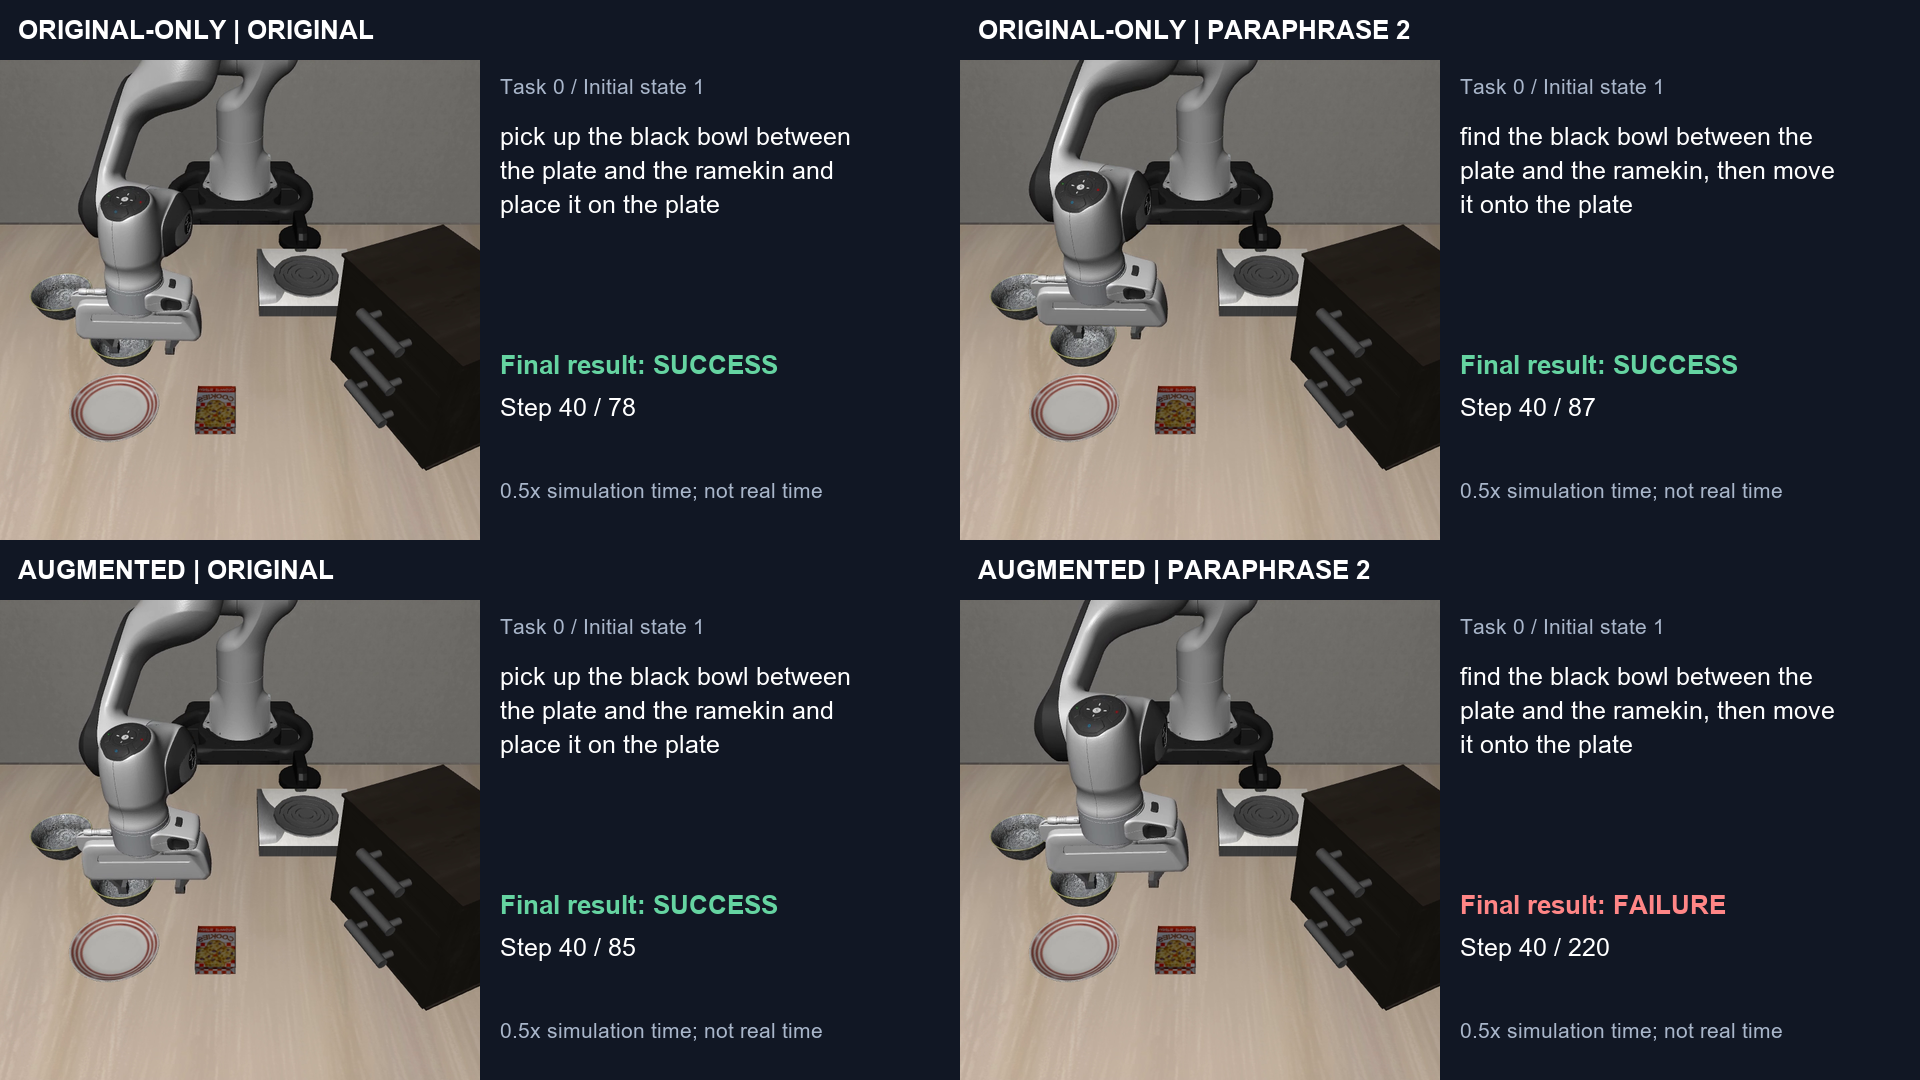 ORIGINAL-ONLY | ORIGINAL
Task 0 / Initial state 1
pick up the black bowl between
the plate and the ramekin and
place it on the plate
Final result: SUCCESS
Step 40 / 78
0.5x simulation time; not real time
ORIGINAL-ONLY | PARAPHRASE 2
Task 0 / Initial state 1
find the black bowl between the
plate and the ramekin, then move
it onto the plate
Final result: SUCCESS
Step 40 / 87
0.5x simulation time; not real time
AUGMENTED | ORIGINAL
Task 0 / Initial state 1
pick up the black bowl between
the plate and the ramekin and
place it on the plate
Final result: SUCCESS
Step 40 / 85
0.5x simulation time; not real time
AUGMENTED | PARAPHRASE 2
Task 0 / Initial state 1
find the black bowl between the
plate and the ramekin, then move
it onto the plate
Final result: FAILURE
Step 40 / 220
0.5x simulation time; not real time